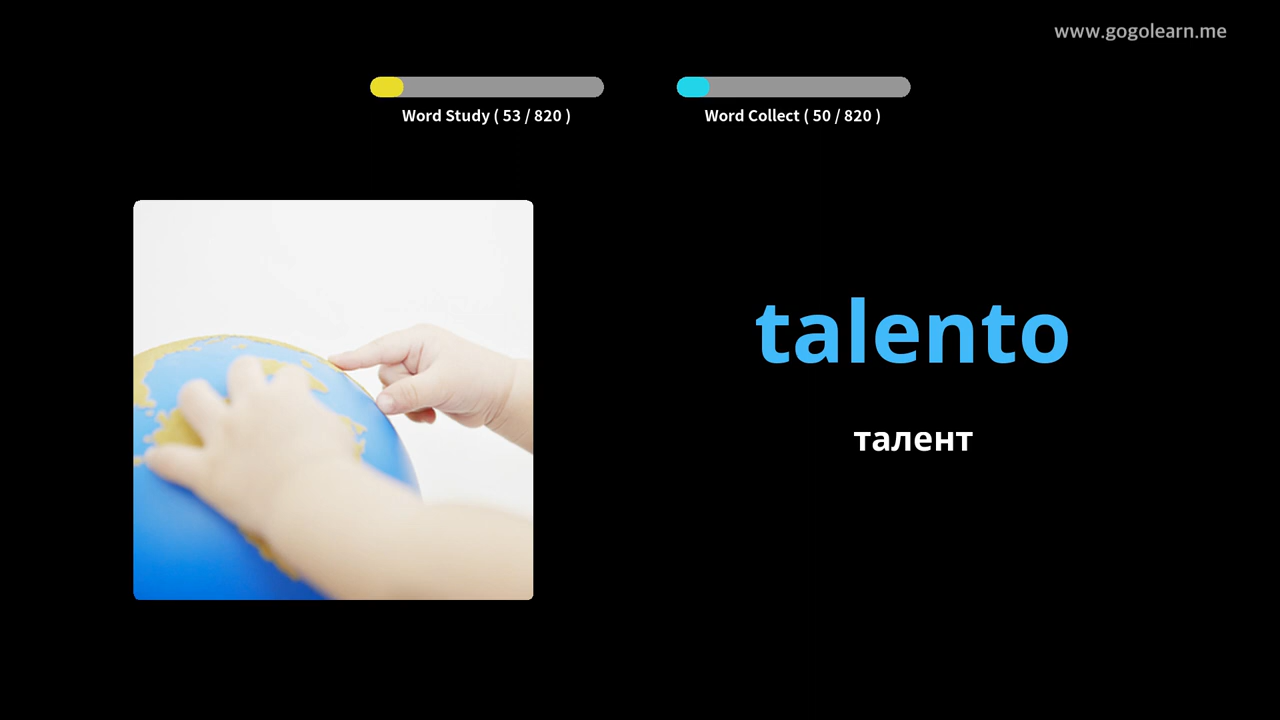 www.gogolearn.me
Word Study ( 53 / 820 )
Word Collect ( 50 / 820 )
talento
талент